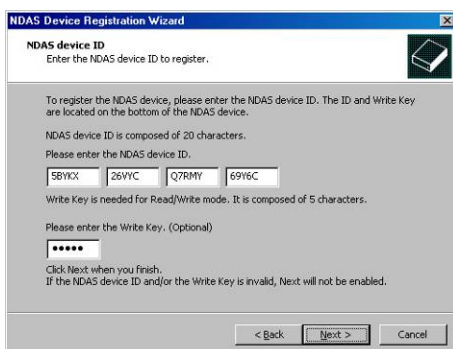 NDAS Device Registration Wizard
NDAS device ID
Enter the NDAS device ID to register.
To register the NDAS device, please enter the NDAS device ID. The ID and Write Key
are located on the bottom of the NDAS device.
NDAS device ID is composed of 20 characters.
Please enter the NDAS device ID.
5BYKX 26VYC Q7RMY 69Y6C
Write Key is needed for Read/Write mode. It is composed of 5 characters.
Please enter the Write Key. (Optional)
•••••
Click Next when you finish.
If the NDAS device ID and/or the Write Key is invalid, Next will not be enabled.
< Back Next > Cancel